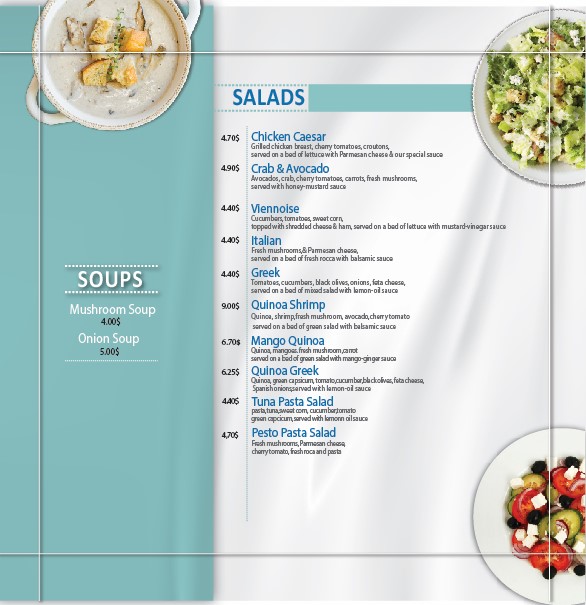 SOUPS
Mushroom Soup
4.00$
Onion Soup
5.00$
SALADS
4.70$ Chicken Caesar
Grilled chicken breast, cherry tomatoes, croutons,
served on a bed of lettuce with Parmesan cheese & our special sauce
4.90$ Crab & Avocado
Avocados, crab, cherry tomatoes, carrots, fresh mushrooms,
served with honey-mustard sauce
4.40$ Viennoise
Cucumbers, tomatoes, sweet corn,
topped with shredded cheese & ham, served on a bed of lettuce with mustard-vinegar sauce
4.40$ Italian
Fresh mushrooms,& Parmesan cheese,
served on a bed of fresh rocca with balsamic sauce
4.40$ Greek
Tomatoes, cucumbers, black olives, onions, feta cheese,
served on a bed of mixed salad with lemon-oil sauce
9.00$ Quinoa Shrimp
Quinoa, shrimp, fresh mushroom, avocado, cherry tomato
served on a bed of green salad with balsamic sauce
6.70$ Mango Quinoa
Quinoa, mangoes. fresh mushroom, carrot
served on a bed of green salad with mango-ginger sauce
6.25$ Quinoa Greek
Quinoa, green capsicum, tomato,cucumber,black olives, feta cheese,
Spanish onions,served with lemon-oil sauce
4.40$ Tuna Pasta Salad
pasta,tuna,sweet corn, cucumber,tomato
green capcicum, served with lemonn oil sauce
4,70$ Pesto Pasta Salad
Fresh mushrooms, Parmesan cheese,
cherry tomato, fresh roca and pasta